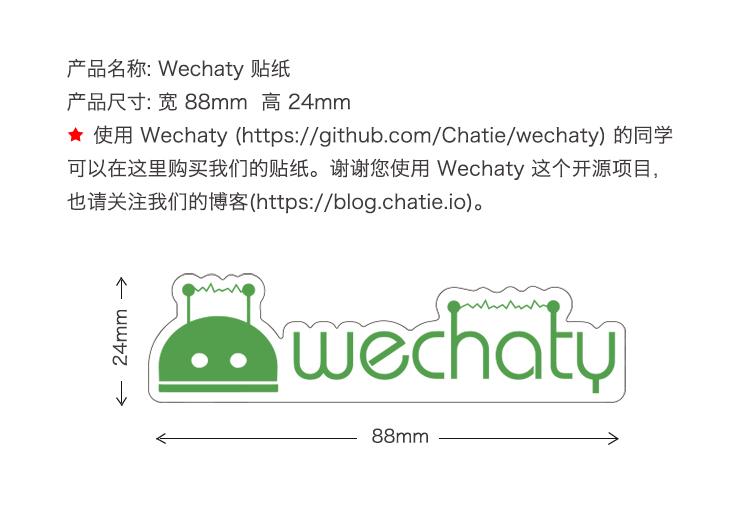 产品名称: Wechaty 贴纸
产品尺寸: 宽 88mm 高 24mm
★ 使用 Wechaty (https://github.com/Chatie/wechaty) 的同学
可以在这里购买我们的贴纸。谢谢您使用 Wechaty 这个开源项目,
也请关注我们的博客(https://blog.chatie.io)。
24mm
wechaty
88mm